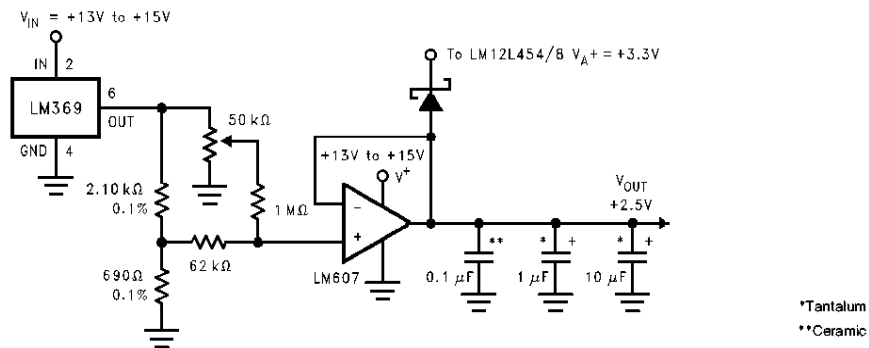 V_IN = +13V to +15V
To LM12L454/8 V_A+ = +3.3V
IN 2
6
LM369
OUT
50 kΩ
GND 4
+13V to +15V
V⁺
2.10 kΩ
0.1%
1 MΩ
V_OUT
+2.5V
−
+
62 kΩ
LM607
**
0.1 µF
* +
1 µF
* +
10 µF
690Ω
0.1%
*Tantalum
**Ceramic